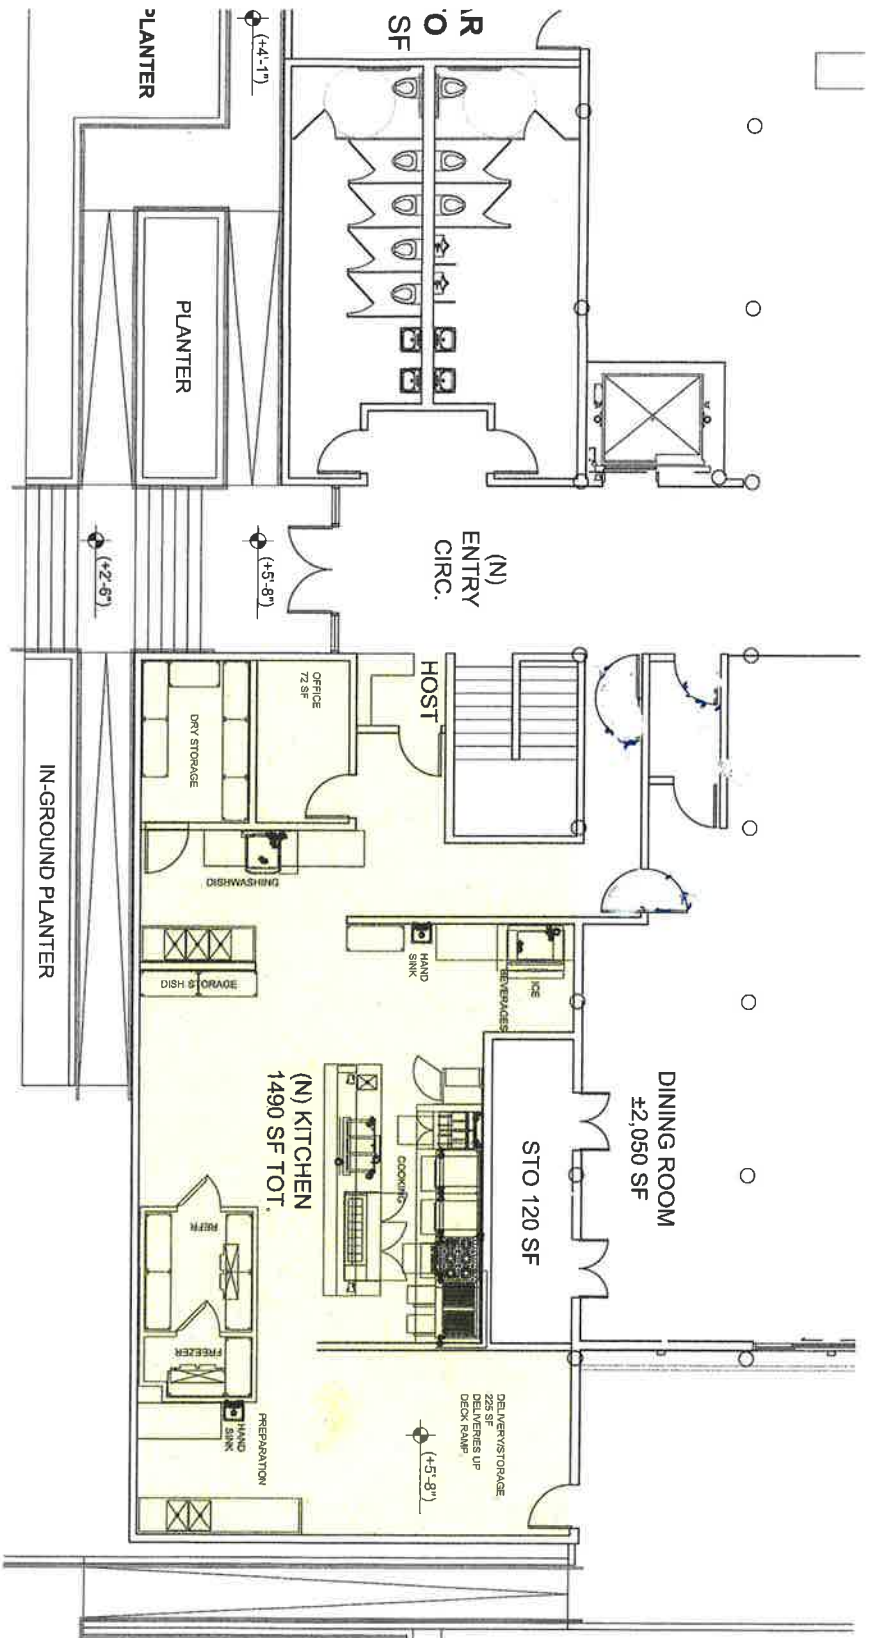 AR
O
SF
PLANTER
(+4'-1")
PLANTER
(N)
ENTRY
CIRC.
(+5'-8")
(+2'-6")
HOST
OFFICE
72 SF
DRY STORAGE
IN-GROUND PLANTER
DISHWASHING
DISH STORAGE
HAND
SINK
ICE
BEVERAGES
DINING ROOM
±2,050 SF
STO 120 SF
COOKING
(N) KITCHEN
1490 SF TOT.
REFR
FREEZER
HAND
SINK
PREPARATION
DELIVERY/STORAGE
225 SF
DELIVERIES UP
DECK RAMP.
(+5'-8")